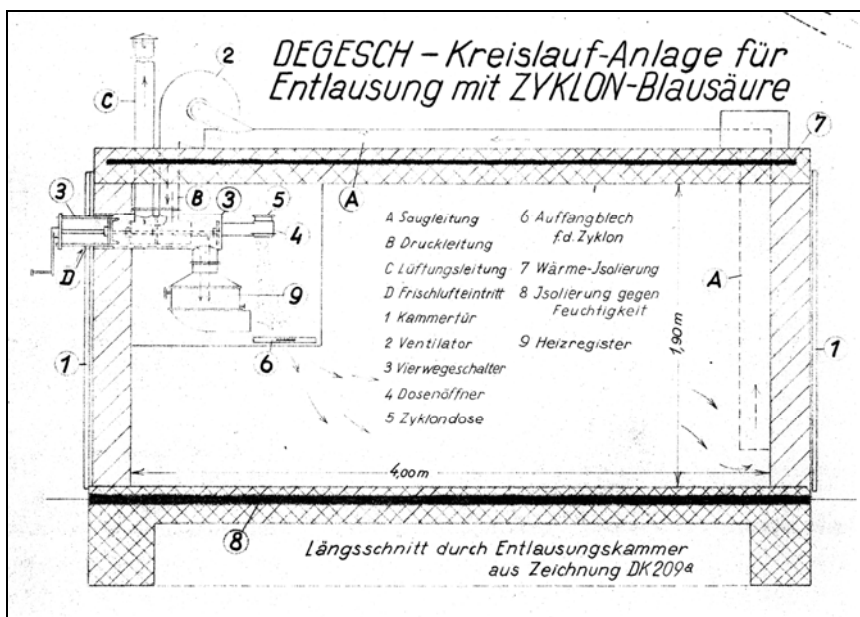 DEGESCH – Kreislauf-Anlage für
Entlausung mit ZYKLON-Blausäure
2
C
7
3
B
3
5
A
4
D
9
1
6
A
1
8
A Saugleitung
B Druckleitung
C Lüftungsleitung
D Frischlufteintritt
1 Kammertür
2 Ventilator
3 Vierwegeschalter
4 Dosenöffner
5 Zyklondose
6 Auffangblech
f.d. Zyklon
7 Wärme-Jsolierung
8 Jsolierung gegen
Feuchtigkeit
9 Heizregister
1,90 m
4,00 m
Längsschnitt durch Entlausungskammer
aus Zeichnung DK 209a